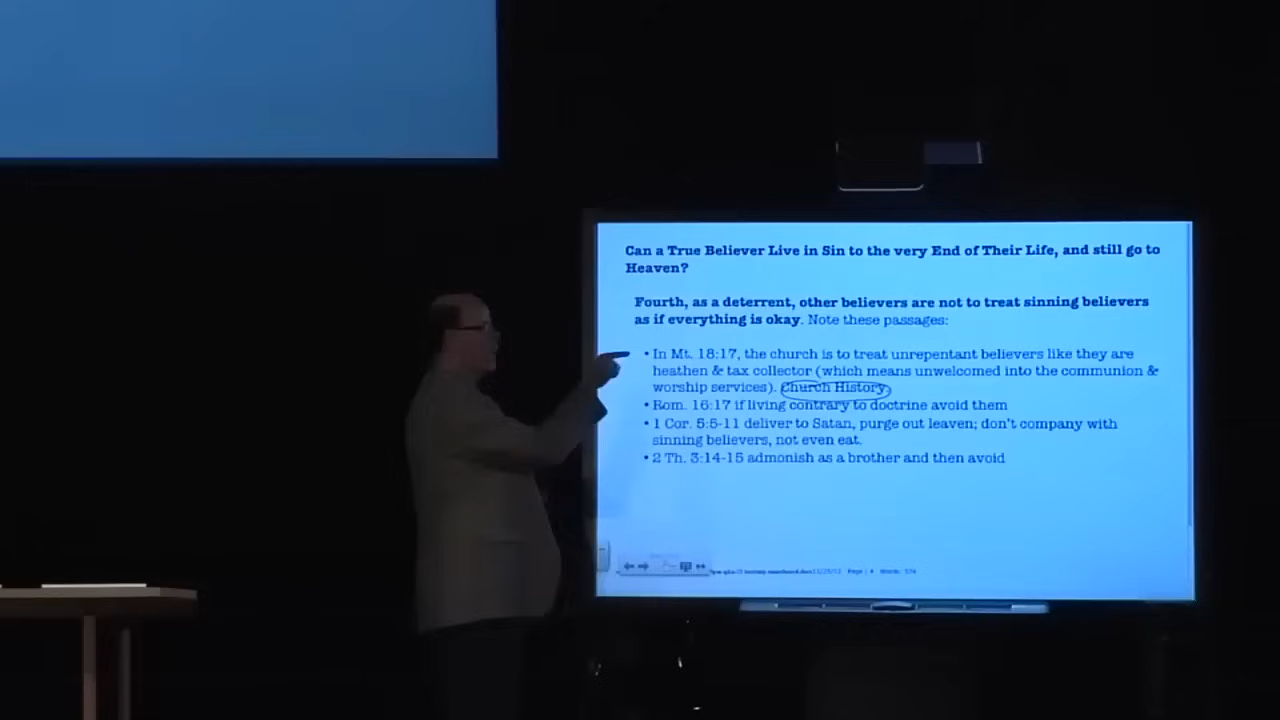 Can a True Believer Live in Sin to the very End of Their Life, and still go to
Heaven?
Fourth, as a deterrent, other believers are not to treat sinning believers
as if everything is okay. Note these passages:
• In Mt. 18:17, the church is to treat unrepentant believers like they are
heathen & tax collector (which means unwelcomed into the communion &
worship services). Church History.
• Rom. 16:17 if living contrary to doctrine avoid them
• 1 Cor. 5:5-11 deliver to Satan, purge out leaven; don't company with
sinning believers, not even eat.
• 2 Th. 3:14-15 admonish as a brother and then avoid
Page | 4 Words: 574